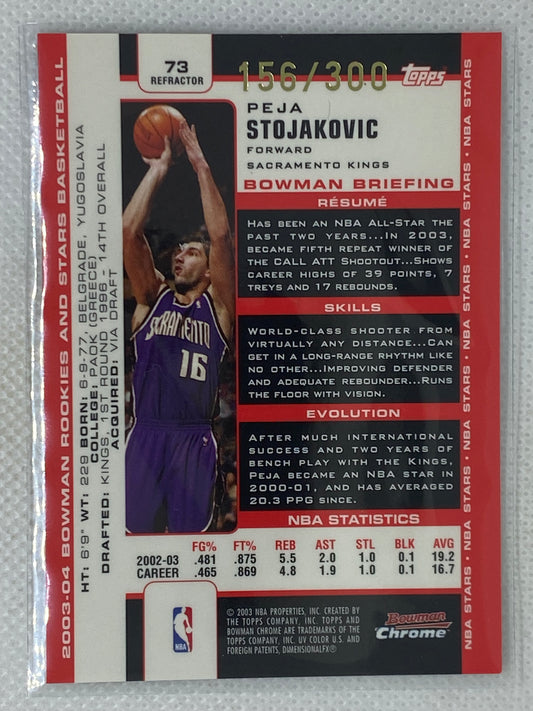 73
REFRACTOR
156/300
Topps
PEJA
STOJAKOVIC
FORWARD
SACRAMENTO KINGS
BOWMAN BRIEFING
RÉSUMÉ
HAS BEEN AN NBA ALL-STAR THE
PAST TWO YEARS...IN 2003,
BECAME FIFTH REPEAT WINNER OF
THE CALL ATT SHOOTOUT...SHOWS
CAREER HIGHS OF 39 POINTS, 7
TREYS AND 17 REBOUNDS.
SKILLS
WORLD-CLASS SHOOTER FROM
VIRTUALLY ANY DISTANCE...CAN
GET IN A LONG-RANGE RHYTHM LIKE
NO OTHER...IMPROVING DEFENDER
AND ADEQUATE REBOUNDER...RUNS
THE FLOOR WITH VISION.
EVOLUTION
AFTER MUCH INTERNATIONAL
SUCCESS AND TWO YEARS OF
BENCH PLAY WITH THE KINGS,
PEJA BECAME AN NBA STAR IN
2000-01, AND HAS AVERAGED
20.3 PPG SINCE.
NBA STATISTICS
FG% FT% REB AST STL BLK AVG
2002-03 .481 .875 5.5 2.0 1.0 0.1 19.2
CAREER .465 .869 4.8 1.9 1.0 0.1 16.7
© 2003 NBA PROPERTIES, INC. CREATED BY
THE TOPPS COMPANY, INC. TOPPS AND
BOWMAN CHROME ARE TRADEMARKS OF THE
TOPPS COMPANY, INC. UV COLOR U.S. AND
FOREIGN PATENTS, DIMENSIONALFX®
NBA
Bowman
Chrome
2003-04 BOWMAN ROOKIES AND STARS BASKETBALL
HT: 6'9" WT: 229 BORN: 6-9-77, BELGRADE, YUGOSLAVIA
COLLEGE: PAOK (GREECE)
DRAFTED: KINGS, 1ST ROUND 1996 - 14TH OVERALL
ACQUIRED: VIA DRAFT
SACRAMENTO
16
NBA STARS • NBA STARS • NBA STARS • NBA STARS • NBA STARS • NBA STARS